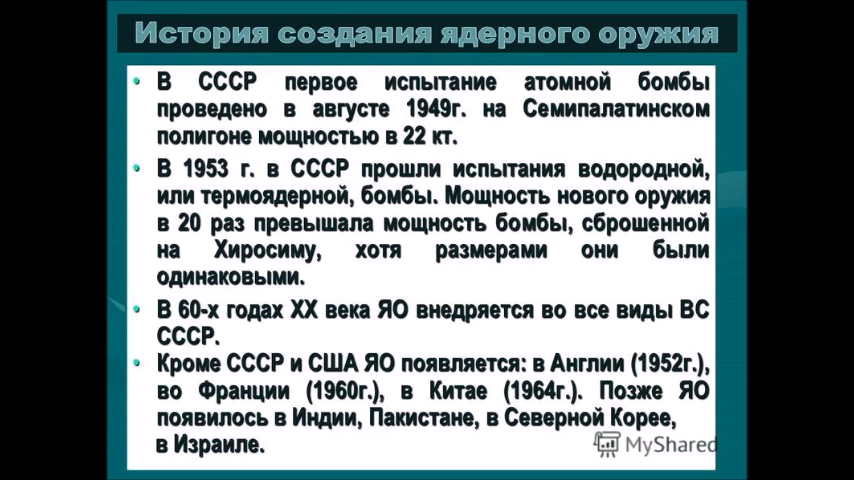 История создания ядерного оружия
• В СССР первое испытание атомной бомбы
проведено в августе 1949г. на Семипалатинском
полигоне мощностью в 22 кт.
• В 1953 г. в СССР прошли испытания водородной,
или термоядерной, бомбы. Мощность нового оружия
в 20 раз превышала мощность бомбы, сброшенной
на Хиросиму, хотя размерами они были
одинаковыми.
• В 60-х годах XX века ЯО внедряется во все виды ВС
СССР.
• Кроме СССР и США ЯО появляется: в Англии (1952г.),
во Франции (1960г.), в Китае (1964г.). Позже ЯО
появилось в Индии, Пакистане, в Северной Корее,
в Израиле.
MyShared